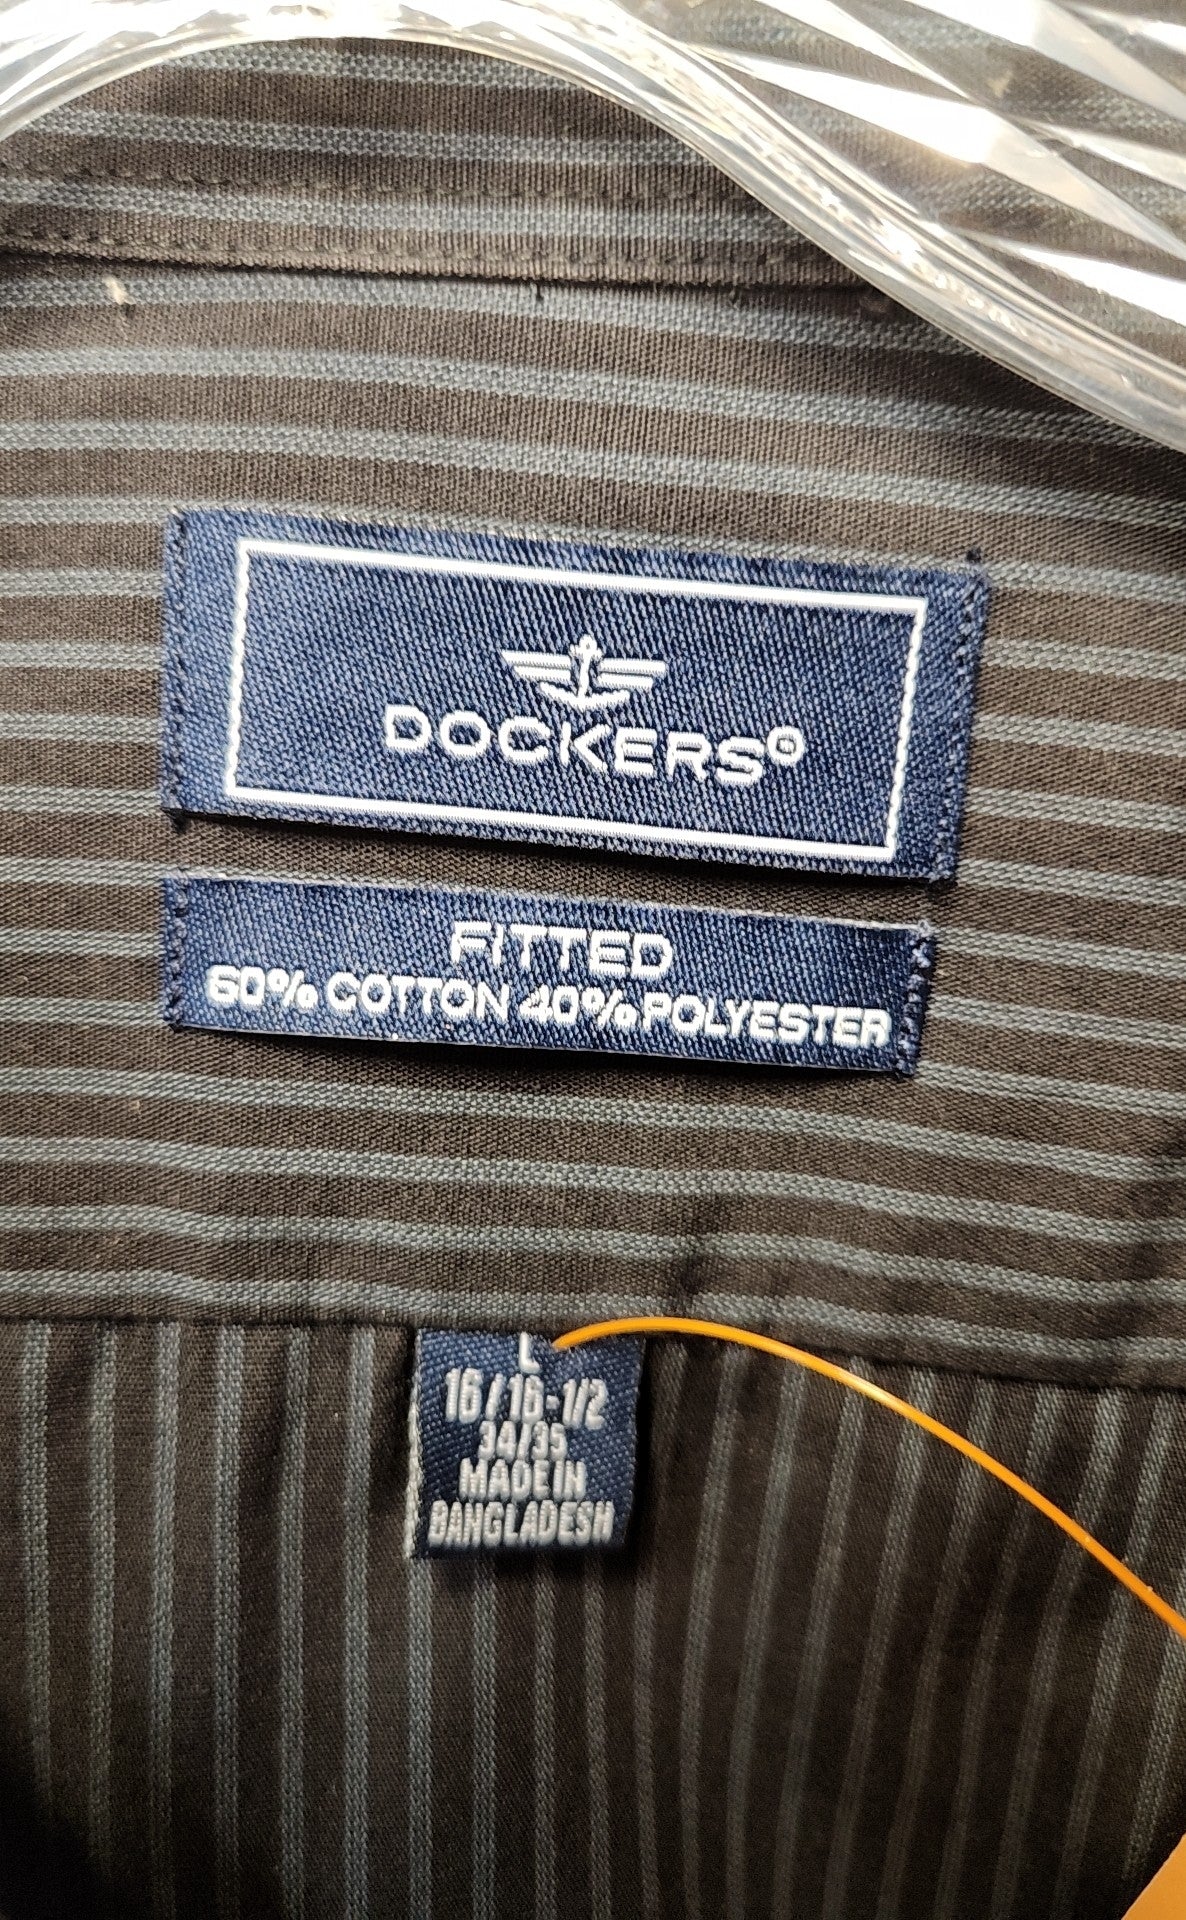 DOCKERS®
FITTED
60% COTTON 40% POLYESTER
L
16/16-1/2
34/35
MADE IN
BANGLADESH